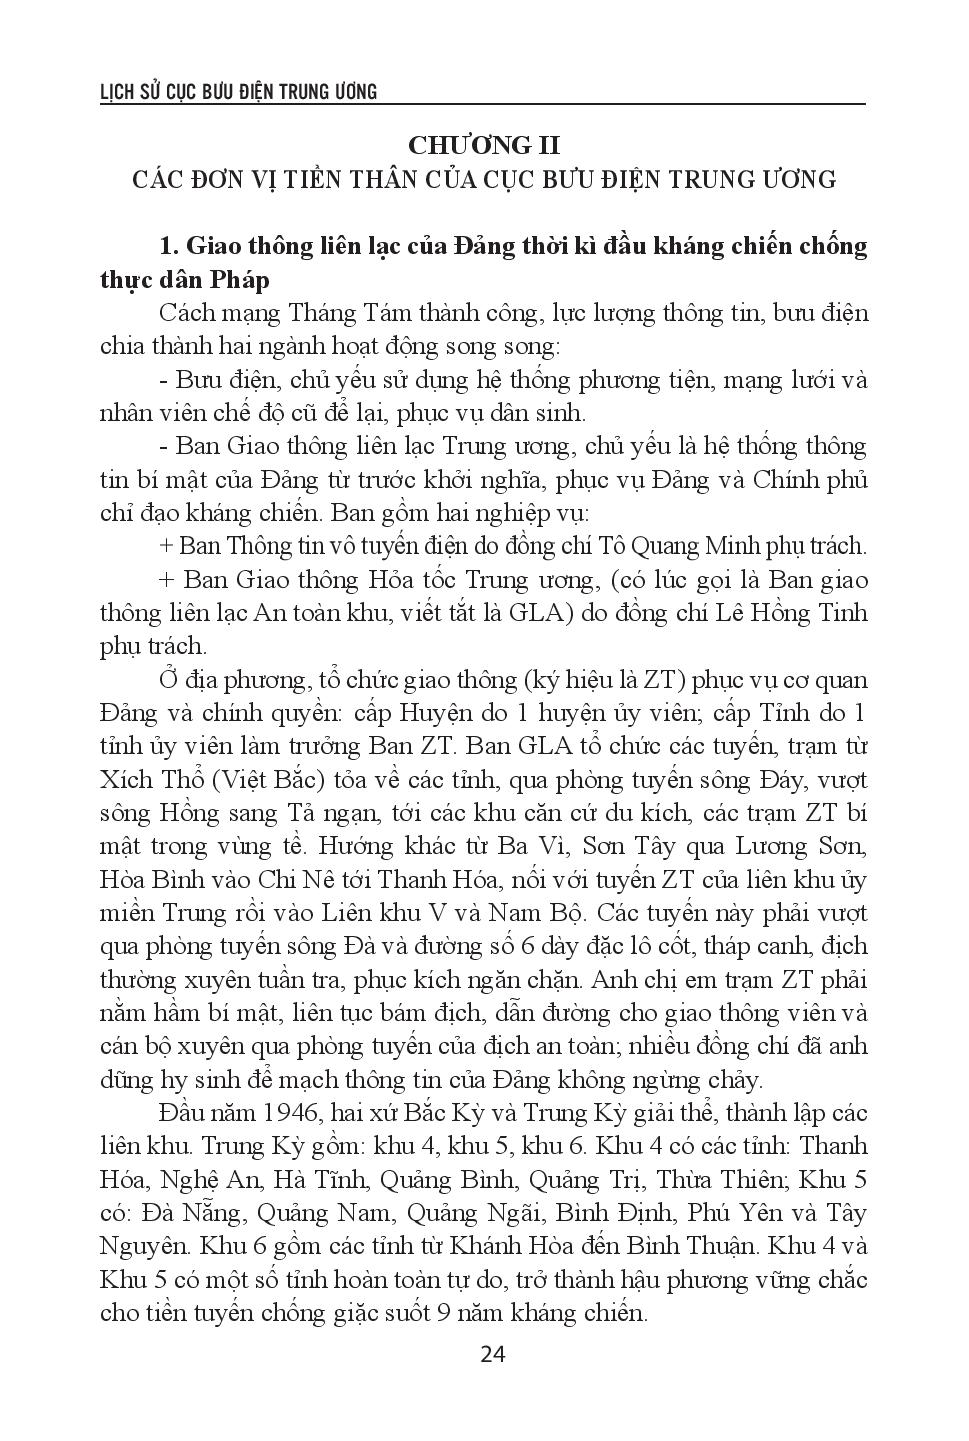 LỊCH SỬ CỤC BƯU ĐIỆN TRUNG ƯƠNG
CHƯƠNG II
CÁC ĐƠN VỊ TIỀN THÂN CỦA CỤC BƯU ĐIỆN TRUNG ƯƠNG
1. Giao thông liên lạc của Đảng thời kì đầu kháng chiến chống
thực dân Pháp
Cách mạng Tháng Tám thành công, lực lượng thông tin, bưu điện
chia thành hai ngành hoạt động song song:
- Bưu điện, chủ yếu sử dụng hệ thống phương tiện, mạng lưới và
nhân viên chế độ cũ để lại, phục vụ dân sinh.
- Ban Giao thông liên lạc Trung ương, chủ yếu là hệ thống thông
tin bí mật của Đảng từ trước khởi nghĩa, phục vụ Đảng và Chính phủ
chỉ đạo kháng chiến. Ban gồm hai nghiệp vụ:
+ Ban Thông tin vô tuyến điện do đồng chí Tô Quang Minh phụ trách.
+ Ban Giao thông Hỏa tốc Trung ương, (có lúc gọi là Ban giao
thông liên lạc An toàn khu, viết tắt là GLA) do đồng chí Lê Hồng Tinh
phụ trách.
Ở địa phương, tổ chức giao thông (ký hiệu là ZT) phục vụ cơ quan
Đảng và chính quyền: cấp Huyện do 1 huyện ủy viên; cấp Tỉnh do 1
tỉnh ủy viên làm trưởng Ban ZT. Ban GLA tổ chức các tuyến, trạm từ
Xích Thổ (Việt Bắc) tỏa về các tỉnh, qua phòng tuyến sông Đáy, vượt
sông Hồng sang Tả ngạn, tới các khu căn cứ du kích, các trạm ZT bí
mật trong vùng tề. Hướng khác từ Ba Vì, Sơn Tây qua Lương Sơn,
Hòa Bình vào Chi Nê tới Thanh Hóa, nối với tuyến ZT của liên khu ủy
miền Trung rồi vào Liên khu V và Nam Bộ. Các tuyến này phải vượt
qua phòng tuyến sông Đà và đường số 6 dày đặc lô cốt, tháp canh, địch
thường xuyên tuần tra, phục kích ngăn chặn. Anh chị em trạm ZT phải
nằm hầm bí mật, liên tục bám địch, dẫn đường cho giao thông viên và
cán bộ xuyên qua phòng tuyến của địch an toàn; nhiều đồng chí đã anh
dũng hy sinh để mạch thông tin của Đảng không ngừng chảy.
Đầu năm 1946, hai xứ Bắc Kỳ và Trung Kỳ giải thể, thành lập các
liên khu. Trung Kỳ gồm: khu 4, khu 5, khu 6. Khu 4 có các tỉnh: Thanh
Hóa, Nghệ An, Hà Tĩnh, Quảng Bình, Quảng Trị, Thừa Thiên; Khu 5
có: Đà Nẵng, Quảng Nam, Quảng Ngãi, Bình Định, Phú Yên và Tây
Nguyên. Khu 6 gồm các tỉnh từ Khánh Hòa đến Bình Thuận. Khu 4 và
Khu 5 có một số tỉnh hoàn toàn tự do, trở thành hậu phương vững chắc
cho tiền tuyến chống giặc suốt 9 năm kháng chiến.
24